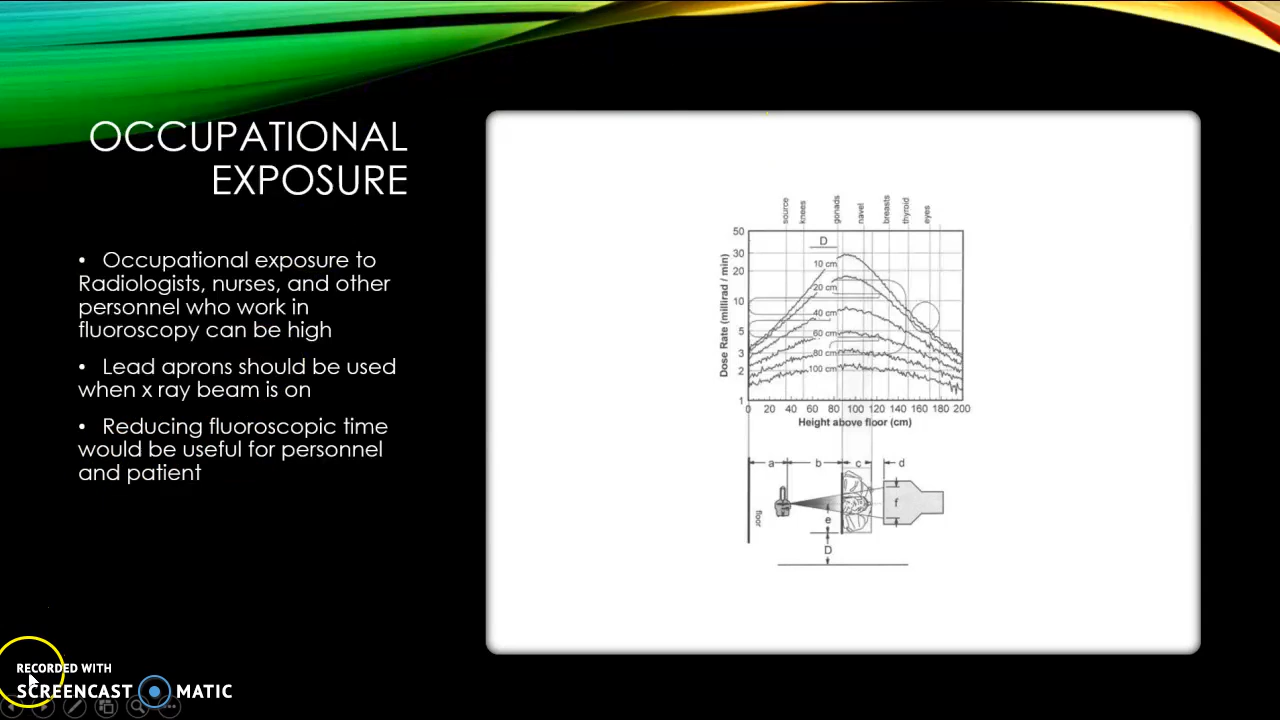 OCCUPATIONAL
EXPOSURE
• Occupational exposure to
Radiologists, nurses, and other
personnel who work in
fluoroscopy can be high
• Lead aprons should be used
when x ray beam is on
• Reducing fluoroscopic time
would be useful for personnel
and patient
source
knees
gonads
navel
breasts
thyroid
eyes
Dose Rate (millirad / min)
50
30
20
10
5
3
2
1
D
10 cm
20 cm
40 cm
60 cm
80 cm
100 cm
0 20 40 60 80 100 120 140 160 180 200
Height above floor (cm)
a b c d
floor
e
f
D
RECORDED WITH
SCREENCAST MATIC